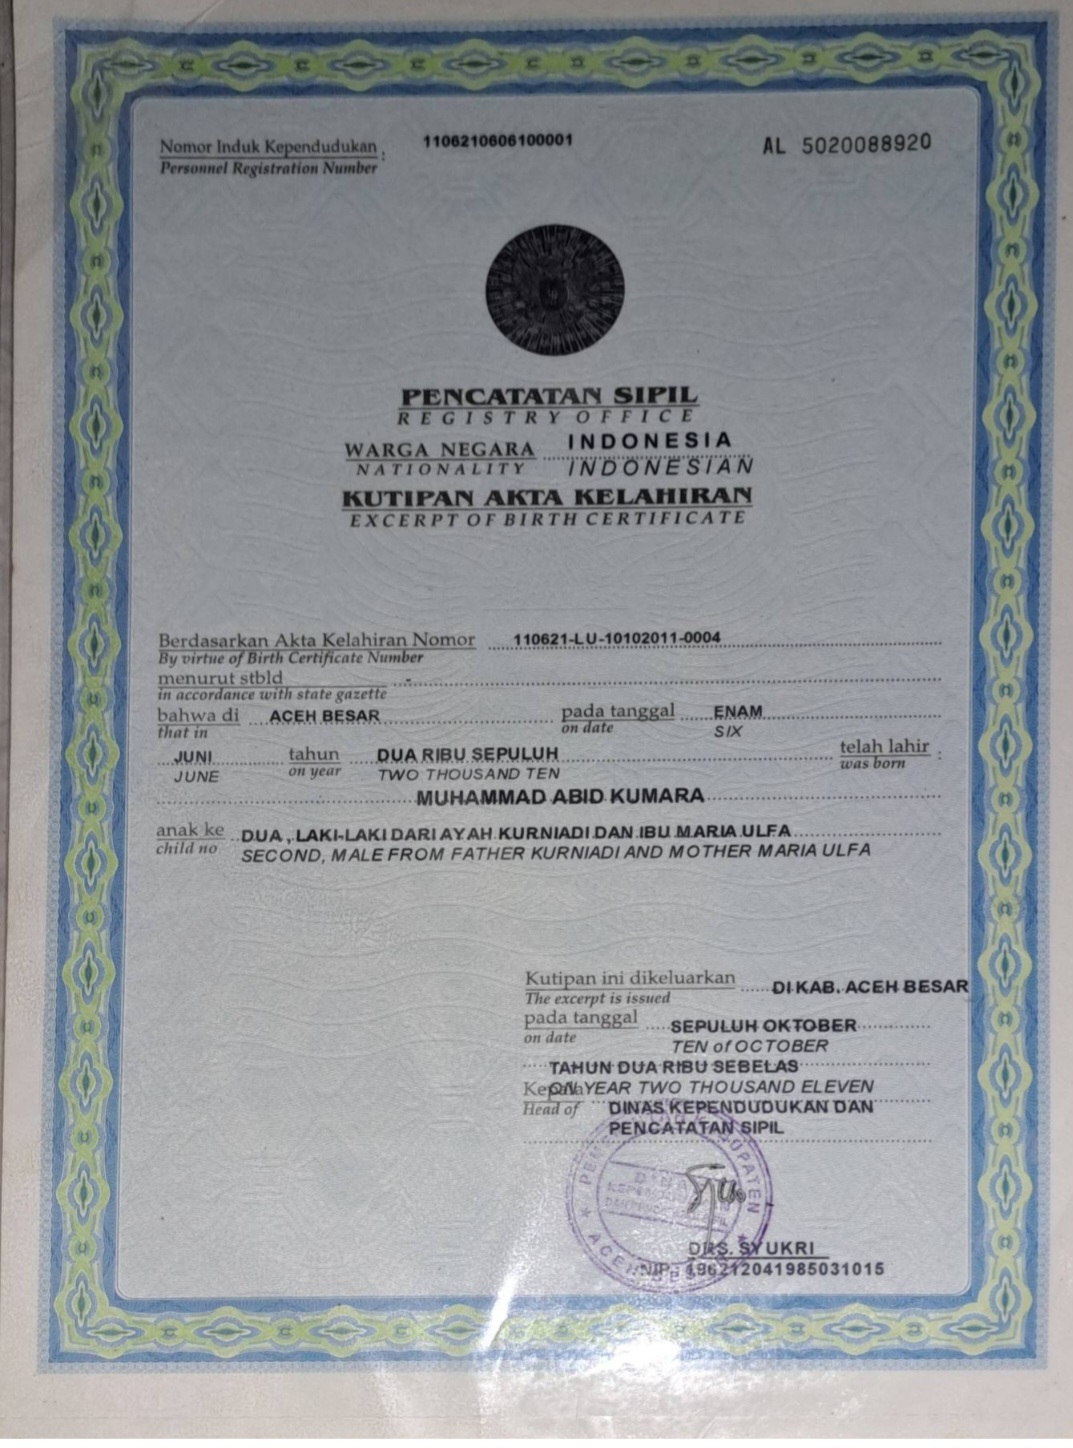 Nomor Induk Kependudukan : 1106210606100001 AL 5020088920
Personnel Registration Number
PENCATATAN SIPIL
REGISTRY OFFICE
WARGA NEGARA INDONESIA
NATIONALITY INDONESIAN
KUTIPAN AKTA KELAHIRAN
EXCERPT OF BIRTH CERTIFICATE
Berdasarkan Akta Kelahiran Nomor 110621-LU-10102011-0004
By virtue of Birth Certificate Number
menurut stbld -
in accordance with state gazette
bahwa di ACEH BESAR pada tanggal ENAM
that in on date SIX
JUNI tahun DUA RIBU SEPULUH telah lahir :
JUNE on year TWO THOUSAND TEN was born
MUHAMMAD ABID KUMARA
anak ke DUA, LAKI-LAKI DARI AYAH KURNIADI DAN IBU MARIA ULFA
child no SECOND, MALE FROM FATHER KURNIADI AND MOTHER MARIA ULFA
Kutipan ini dikeluarkan DI KAB. ACEH BESAR
The excerpt is issued
pada tanggal SEPULUH OKTOBER
on date TEN of OCTOBER
TAHUN DUA RIBU SEBELAS
Kepala ON YEAR TWO THOUSAND ELEVEN
Head of DINAS KEPENDUDUKAN DAN
PENCATATAN SIPIL
DRS. SYUKRI
NIP. 196212041985031015